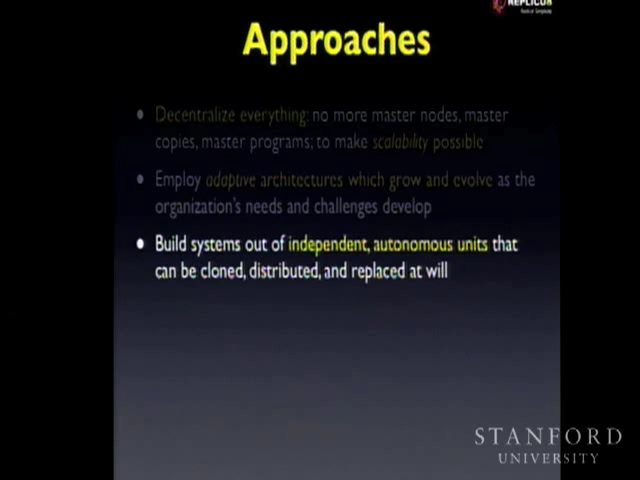 REPLICUS
Approaches
• Decentralize everything: no more master nodes, master
copies, master programs; to make scalability possible
• Employ adaptive architectures which grow and evolve as the
organization's needs and challenges develop
• Build systems out of independent, autonomous units that
can be cloned, distributed, and replaced at will
STANFORD
UNIVERSITY